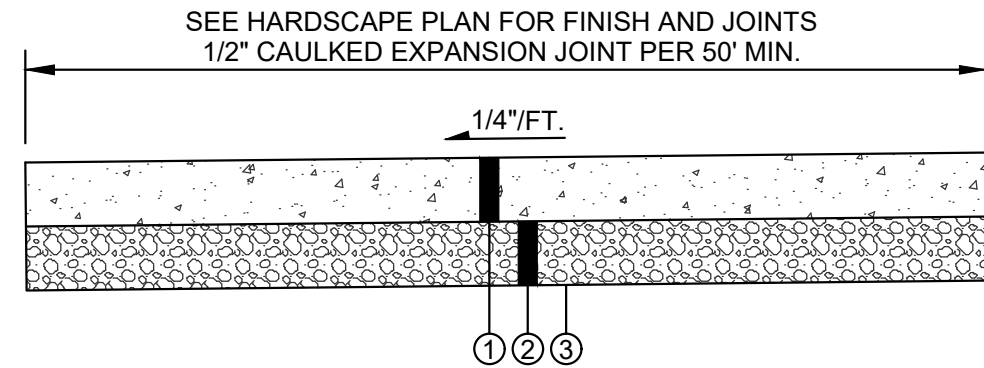 SEE HARDSCAPE PLAN FOR FINISH AND JOINTS
1/2" CAULKED EXPANSION JOINT PER 50' MIN.
1/4"/FT.
1 2 3